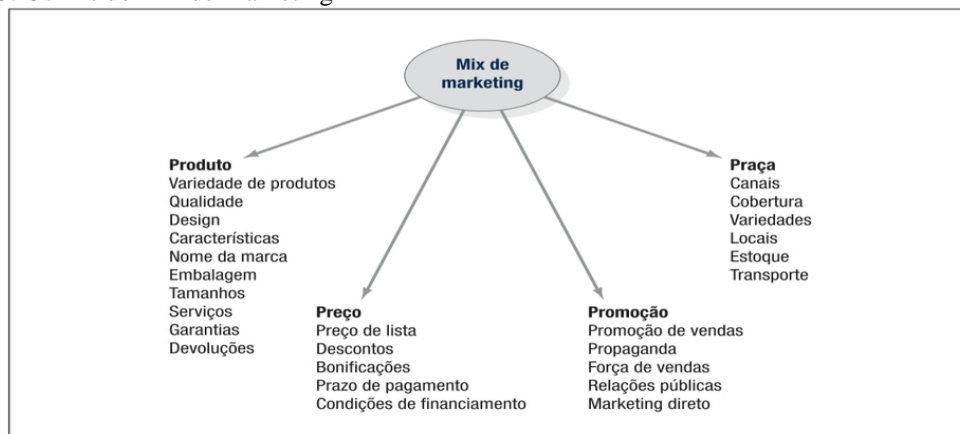 Mix de
marketing
Produto
Variedade de produtos
Qualidade
Design
Características
Nome da marca
Embalagem
Tamanhos
Serviços
Garantias
Devoluções
Preço
Preço de lista
Descontos
Bonificações
Prazo de pagamento
Condições de financiamento
Promoção
Promoção de vendas
Propaganda
Força de vendas
Relações públicas
Marketing direto
Praça
Canais
Cobertura
Variedades
Locais
Estoque
Transporte